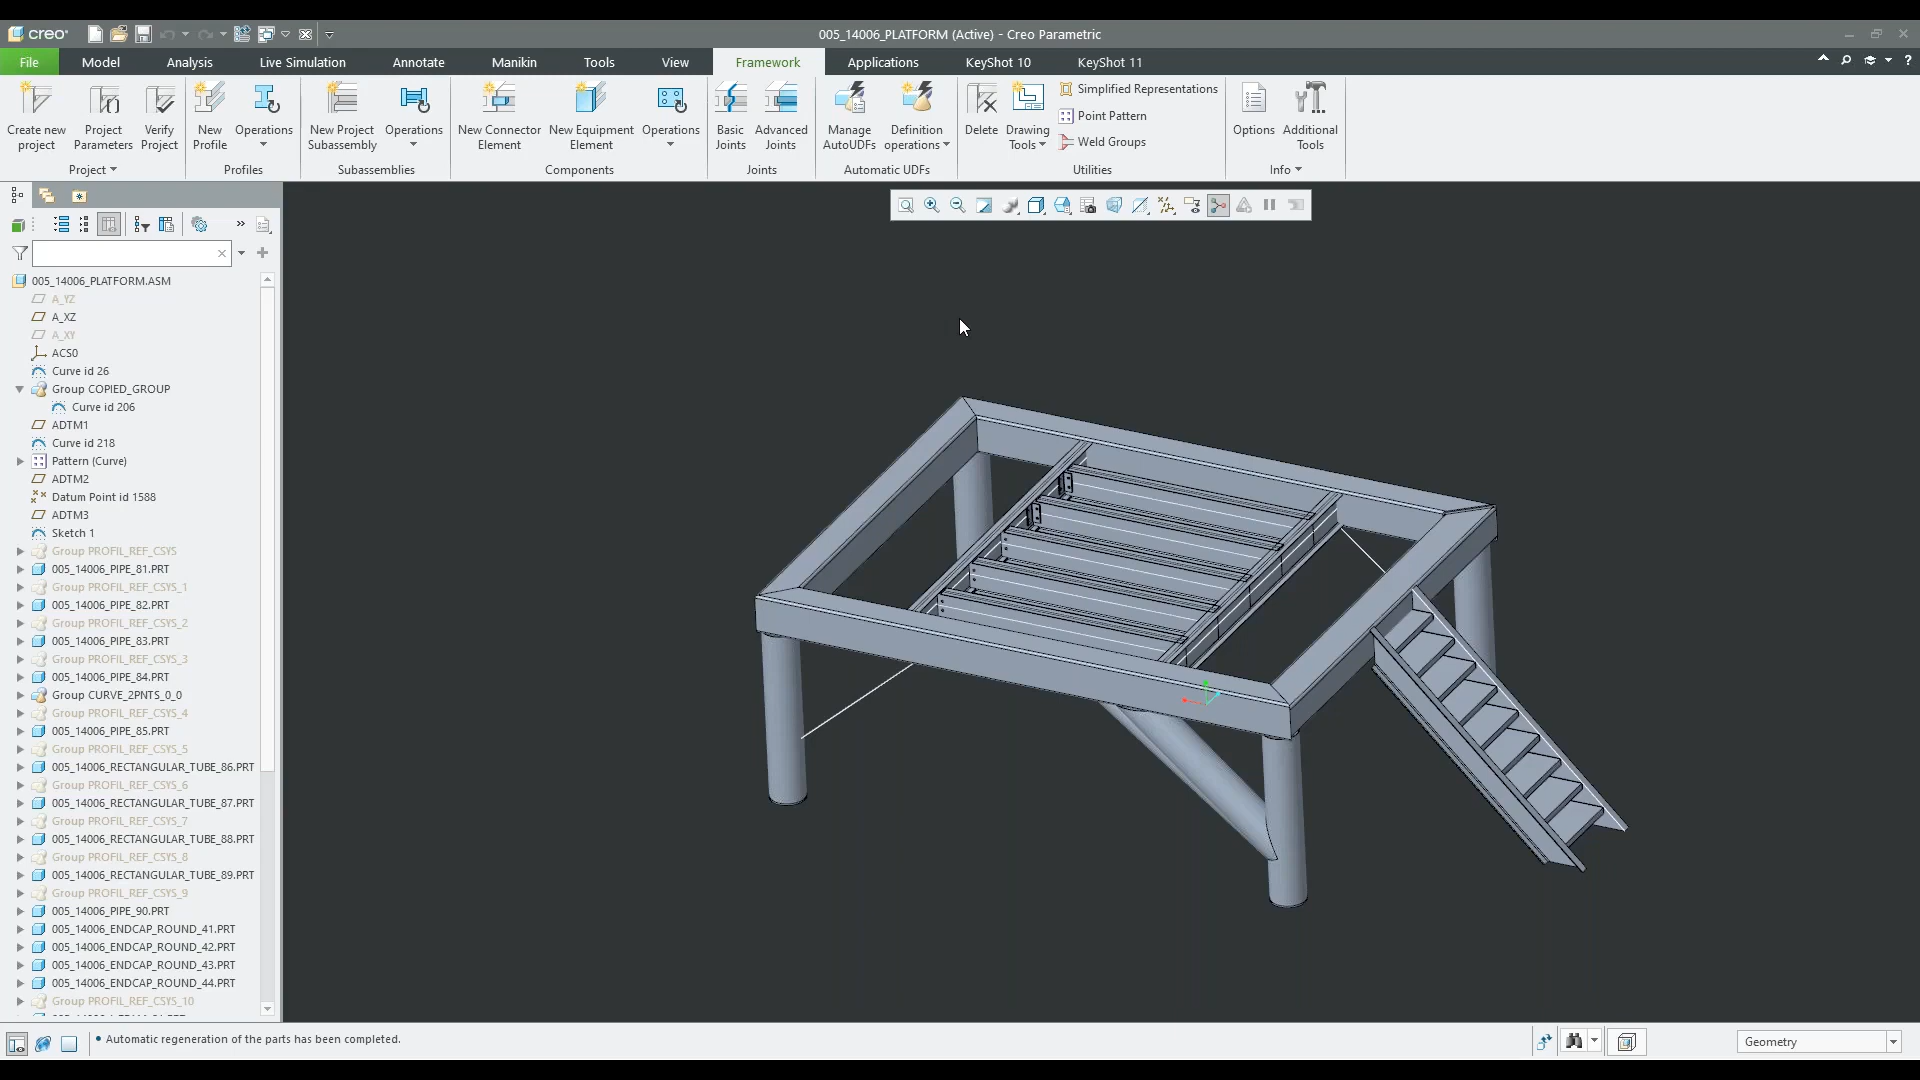 creo®
005_14006_PLATFORM (Active) - Creo Parametric
File Model Analysis Live Simulation Annotate Manikin Tools View Framework Applications KeyShot 10 KeyShot 11
Create new project
Project Parameters
Verify Project
Project
New Profile
Operations
Profiles
New Project Subassembly
Operations
Subassemblies
New Connector Element
New Equipment Element
Operations
Components
Basic Joints
Advanced Joints
Joints
Manage AutoUDFs
Definition operations
Automatic UDFs
Delete
Drawing Tools
Simplified Representations
Point Pattern
Weld Groups
Utilities
Options
Additional Tools
Info
005_14006_PLATFORM.ASM
A_YZ
A_XZ
A_XY
ACS0
Curve id 26
Group COPIED_GROUP
Curve id 206
ADTM1
Curve id 218
Pattern (Curve)
ADTM2
Datum Point id 1588
ADTM3
Sketch 1
Group PROFIL_REF_CSYS
005_14006_PIPE_81.PRT
Group PROFIL_REF_CSYS_1
005_14006_PIPE_82.PRT
Group PROFIL_REF_CSYS_2
005_14006_PIPE_83.PRT
Group PROFIL_REF_CSYS_3
005_14006_PIPE_84.PRT
Group CURVE_2PNTS_0_0
Group PROFIL_REF_CSYS_4
005_14006_PIPE_85.PRT
Group PROFIL_REF_CSYS_5
005_14006_RECTANGULAR_TUBE_86.PRT
Group PROFIL_REF_CSYS_6
005_14006_RECTANGULAR_TUBE_87.PRT
Group PROFIL_REF_CSYS_7
005_14006_RECTANGULAR_TUBE_88.PRT
Group PROFIL_REF_CSYS_8
005_14006_RECTANGULAR_TUBE_89.PRT
Group PROFIL_REF_CSYS_9
005_14006_PIPE_90.PRT
005_14006_ENDCAP_ROUND_41.PRT
005_14006_ENDCAP_ROUND_42.PRT
005_14006_ENDCAP_ROUND_43.PRT
005_14006_ENDCAP_ROUND_44.PRT
Group PROFIL_REF_CSYS_10
• Automatic regeneration of the parts has been completed.
Geometry